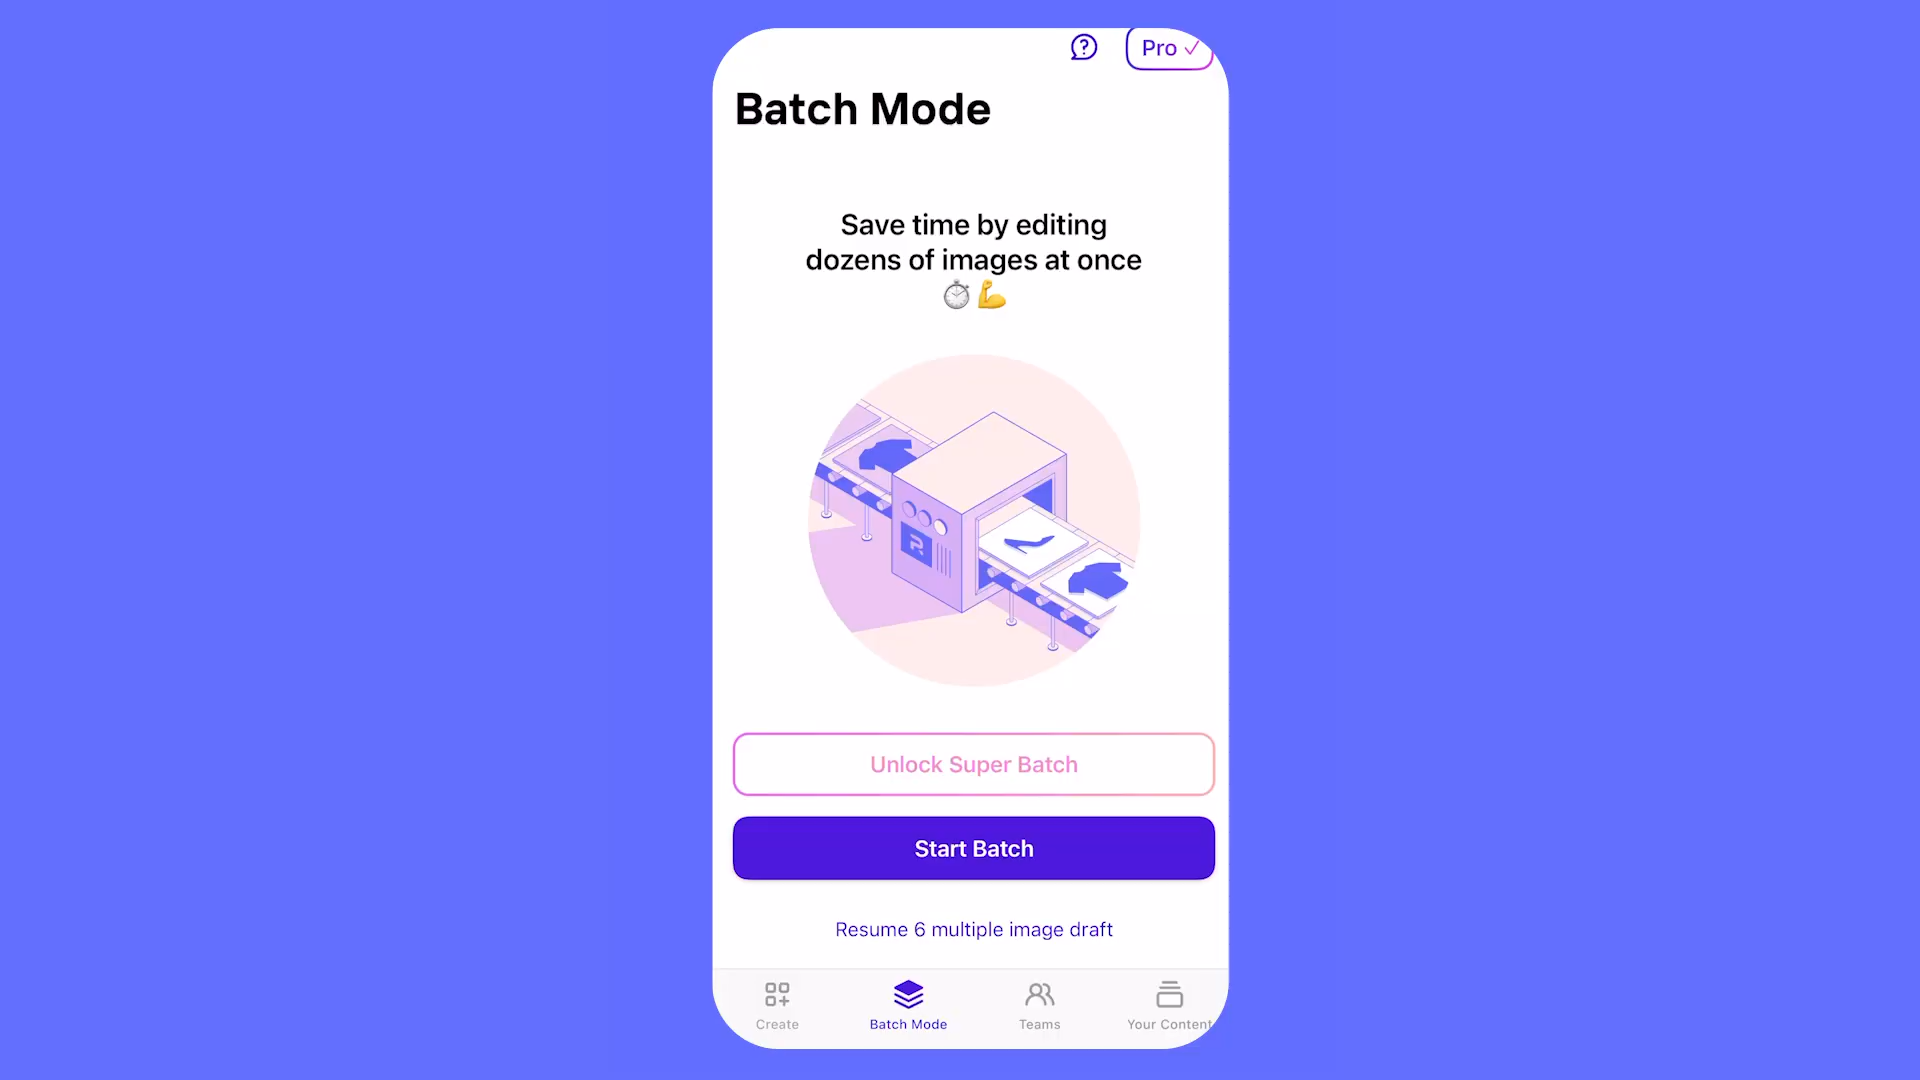 Pro ✓
Batch Mode
Save time by editing
dozens of images at once
⏱💪
R
Unlock Super Batch
Start Batch
Resume 6 multiple image draft
Create
Batch Mode
Teams
Your Content